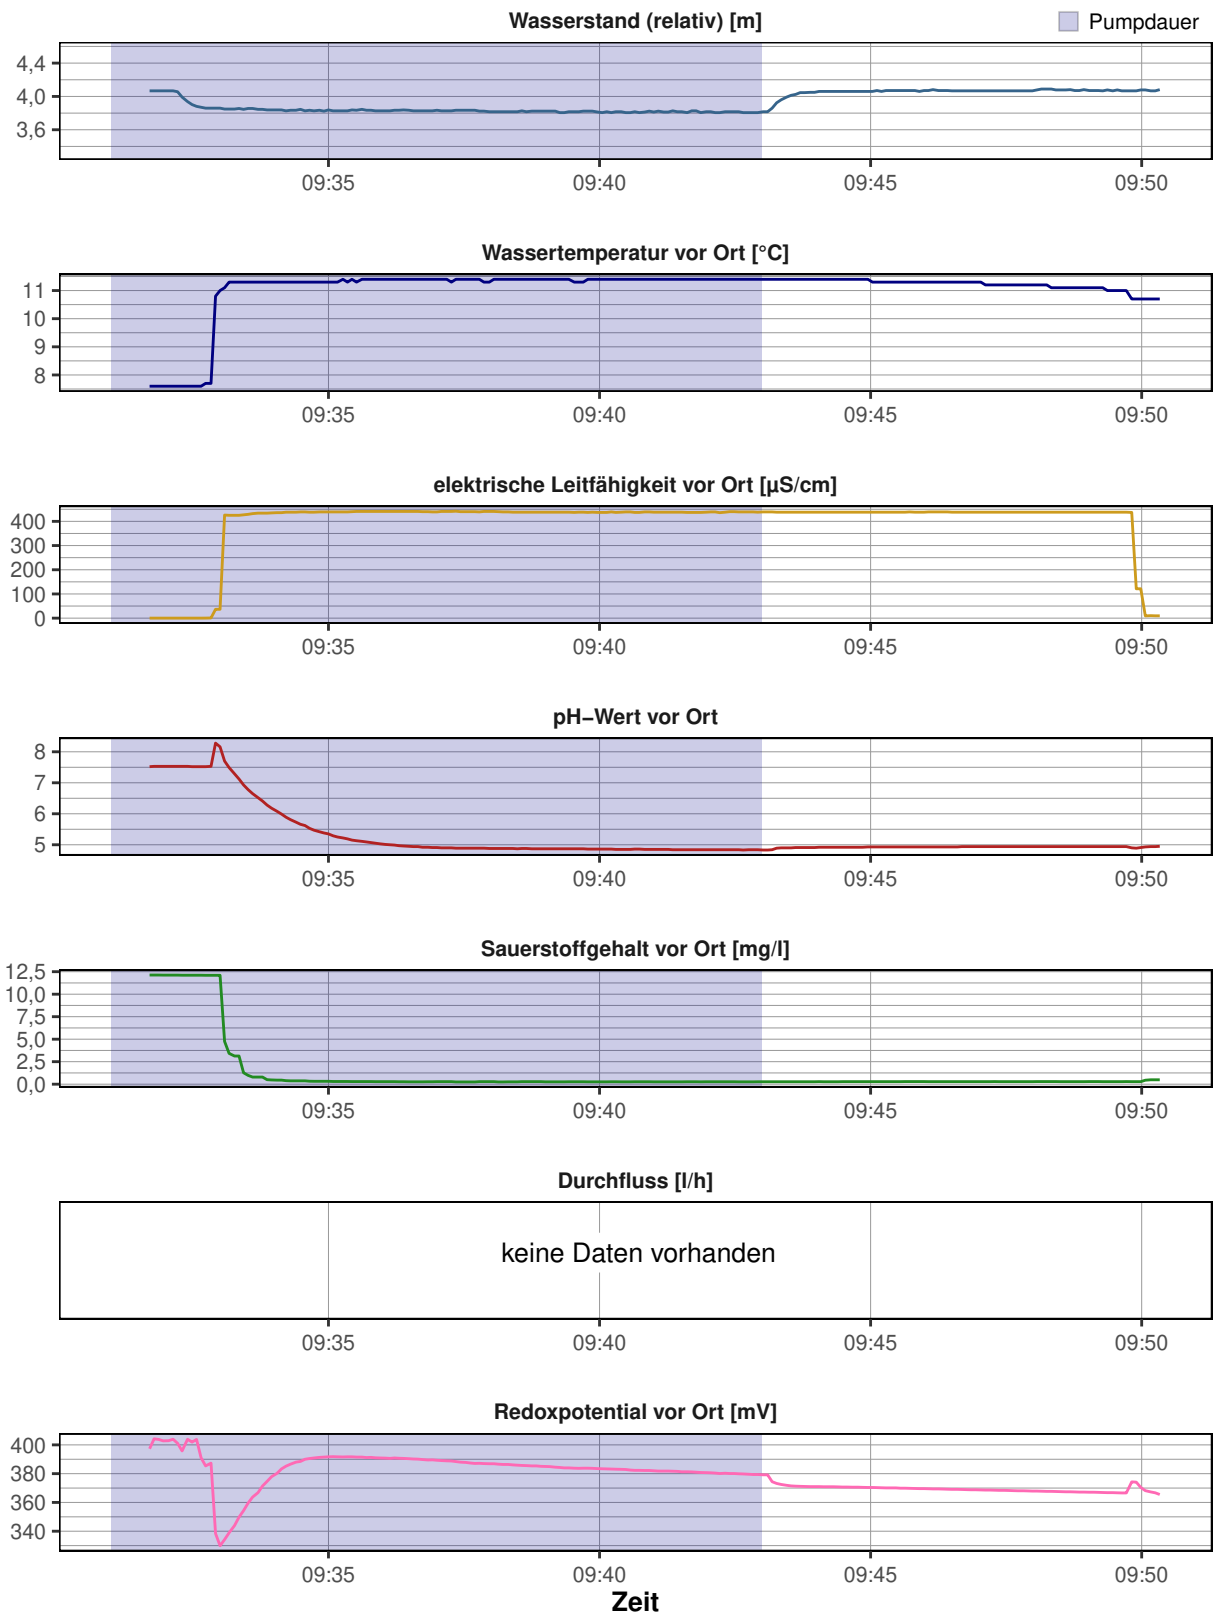 Wasserstand (relativ) [m]
Pumpdauer
4,4
4,0
3,6
09:35 09:40 09:45 09:50
Wassertemperatur vor Ort [°C]
11
10
9
8
09:35 09:40 09:45 09:50
elektrische Leitfähigkeit vor Ort [µS/cm]
400
300
200
100
0
09:35 09:40 09:45 09:50
pH−Wert vor Ort
8
7
6
5
09:35 09:40 09:45 09:50
Sauerstoffgehalt vor Ort [mg/l]
12,5
10,0
7,5
5,0
2,5
0,0
09:35 09:40 09:45 09:50
Durchfluss [l/h]
keine Daten vorhanden
09:35 09:40 09:45 09:50
Redoxpotential vor Ort [mV]
400
380
360
340
09:35 09:40 09:45 09:50
Zeit